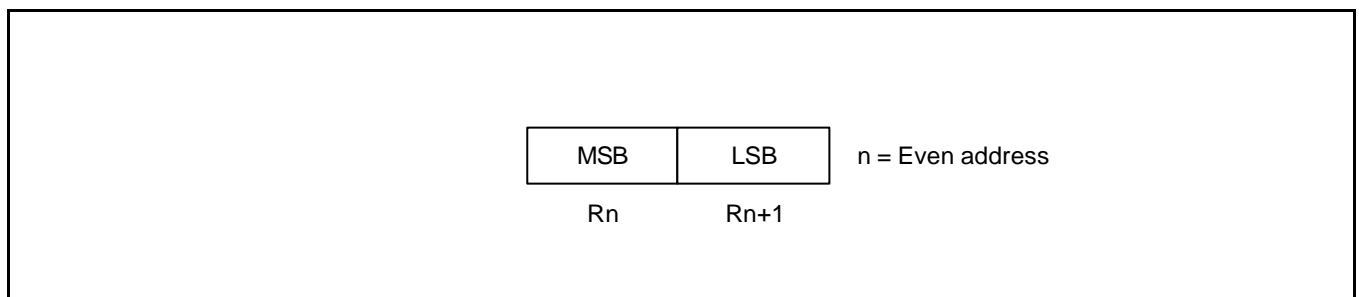 MSB LSB n = Even address
Rn Rn+1